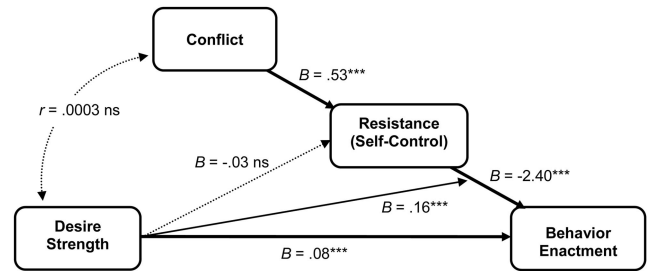 Conflict
B = .53***
r = .0003 ns
Resistance
(Self-Control)
B = -.03 ns
B = -2.40***
B = .16***
Desire
Strength
Behavior
Enactment
B = .08***